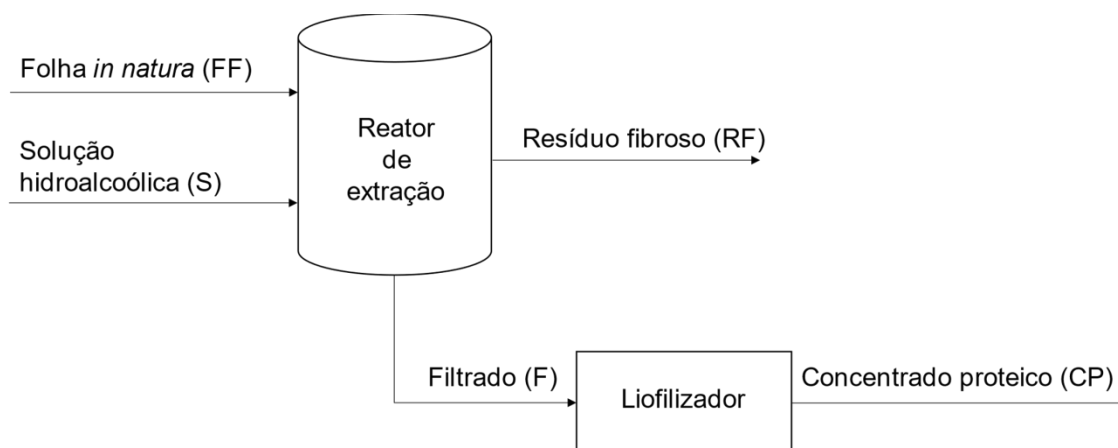 Folha in natura (FF)
Solução
hidroalcoólica (S)
Reator
de
extração
Resíduo fibroso (RF)
Filtrado (F)
Liofilizador
Concentrado proteico (CP)